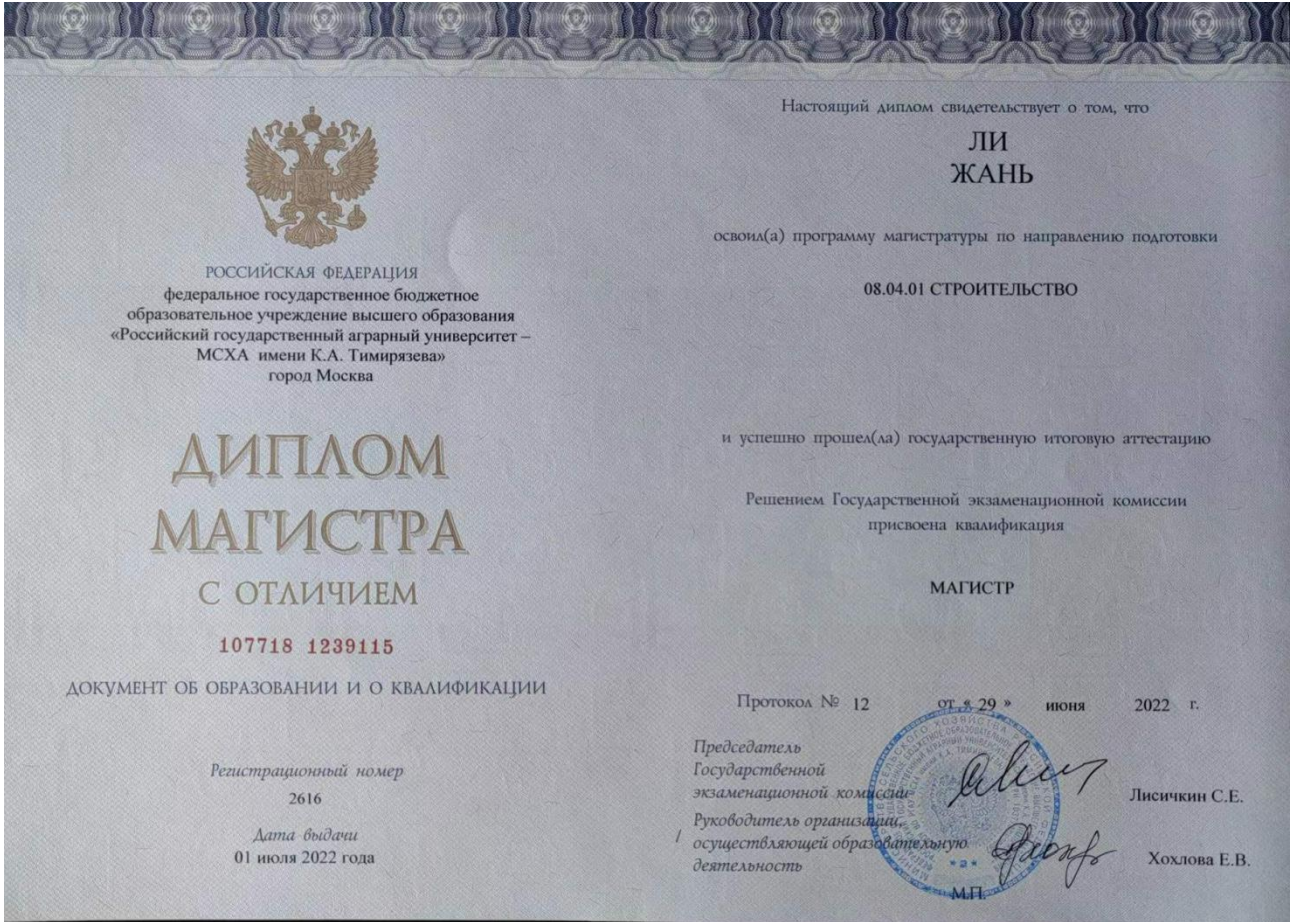 РОССИЙСКАЯ ФЕДЕРАЦИЯ
федеральное государственное бюджетное
образовательное учреждение высшего образования
«Российский государственный аграрный университет –
МСХА имени К.А. Тимирязева»
город Москва
ДИПЛОМ
МАГИСТРА
С ОТЛИЧИЕМ
107718 1239115
ДОКУМЕНТ ОБ ОБРАЗОВАНИИ И О КВАЛИФИКАЦИИ
Регистрационный номер
2616
Дата выдачи
01 июля 2022 года
Настоящий диплом свидетельствует о том, что
ЛИ
ЖАНЬ
освоил(а) программу магистратуры по направлению подготовки
08.04.01 СТРОИТЕЛЬСТВО
и успешно прошел(ла) государственную итоговую аттестацию
Решением Государственной экзаменационной комиссии
присвоена квалификация
МАГИСТР
Протокол № 12 от « 29 » июня 2022 г.
Председатель
Государственной
экзаменационной комиссии
Лисичкин С.Е.
Руководитель организации,
осуществляющей образовательную
деятельность
Хохлова Е.В.
М.П.